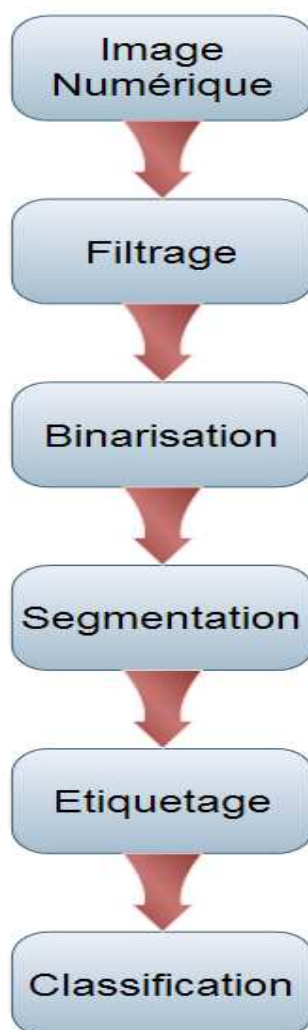 Image
Numérique
Filtrage
Binarisation
Segmentation
Etiquetage
Classification